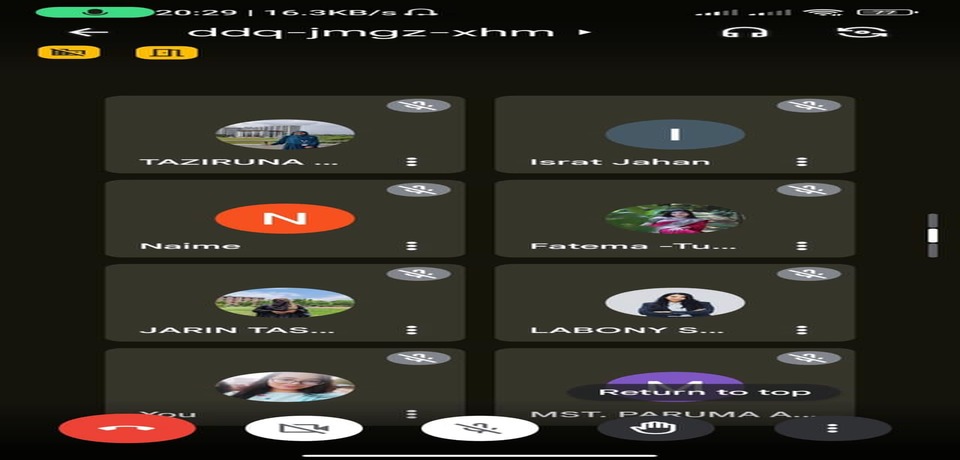 20:29 | 16.3KB/s
ddq-jmgz-xhm
TAZIRUNA ...
I
Israt Jahan
N
Naime
Fatema -Tu...
JARIN TAS...
LABONY S...
You
M
Return to top
MST. PARUMA A...